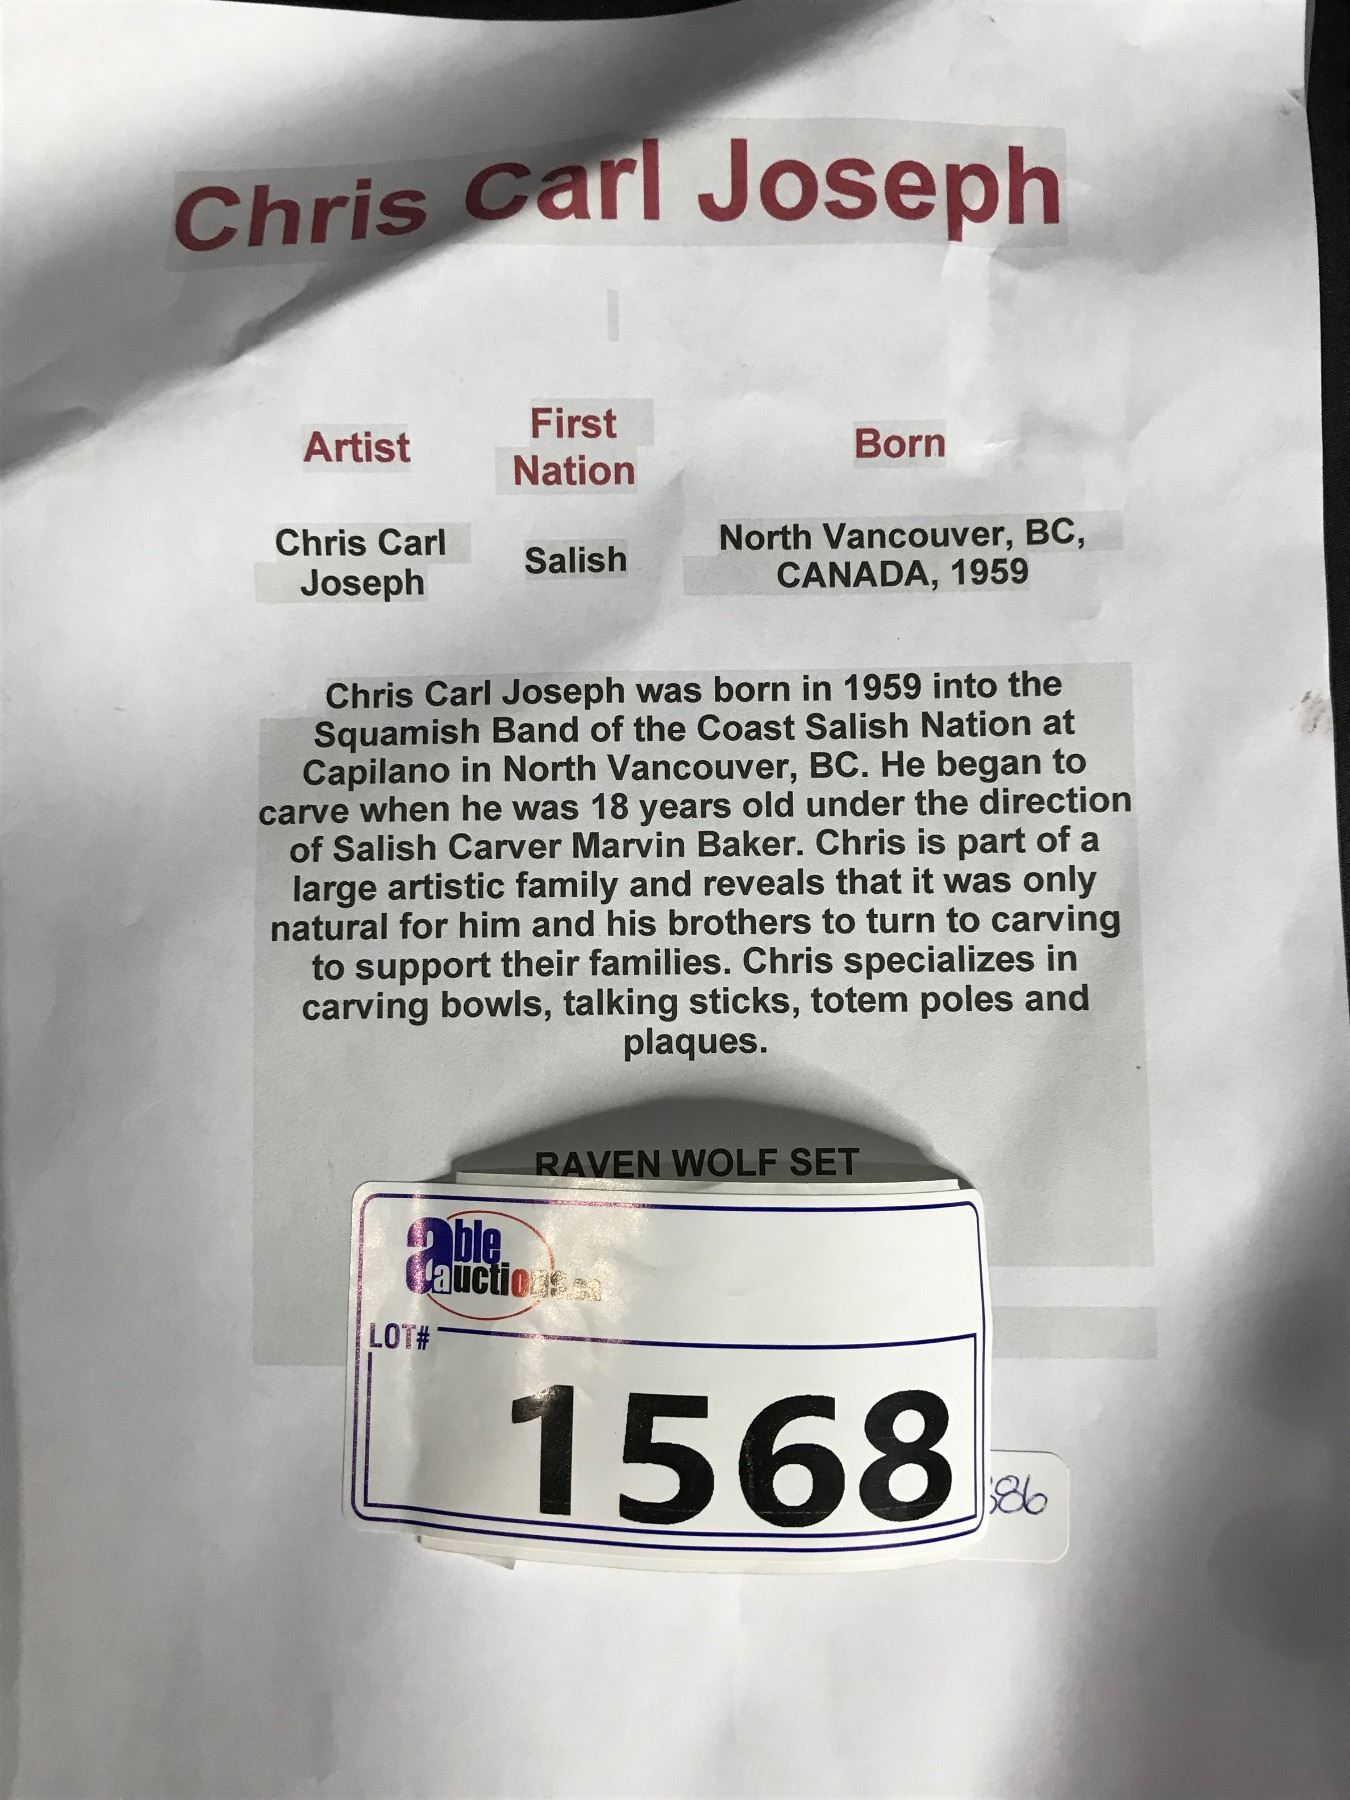 Chris Carl Joseph
Artist
First
Nation
Born
Chris Carl
Joseph
Salish
North Vancouver, BC,
CANADA, 1959
Chris Carl Joseph was born in 1959 into the
Squamish Band of the Coast Salish Nation at
Capilano in North Vancouver, BC. He began to
carve when he was 18 years old under the direction
of Salish Carver Marvin Baker. Chris is part of a
large artistic family and reveals that it was only
natural for him and his brothers to turn to carving
to support their families. Chris specializes in
carving bowls, talking sticks, totem poles and
plaques.
RAVEN WOLF SET
able
auctions.ca
LOT#
1568